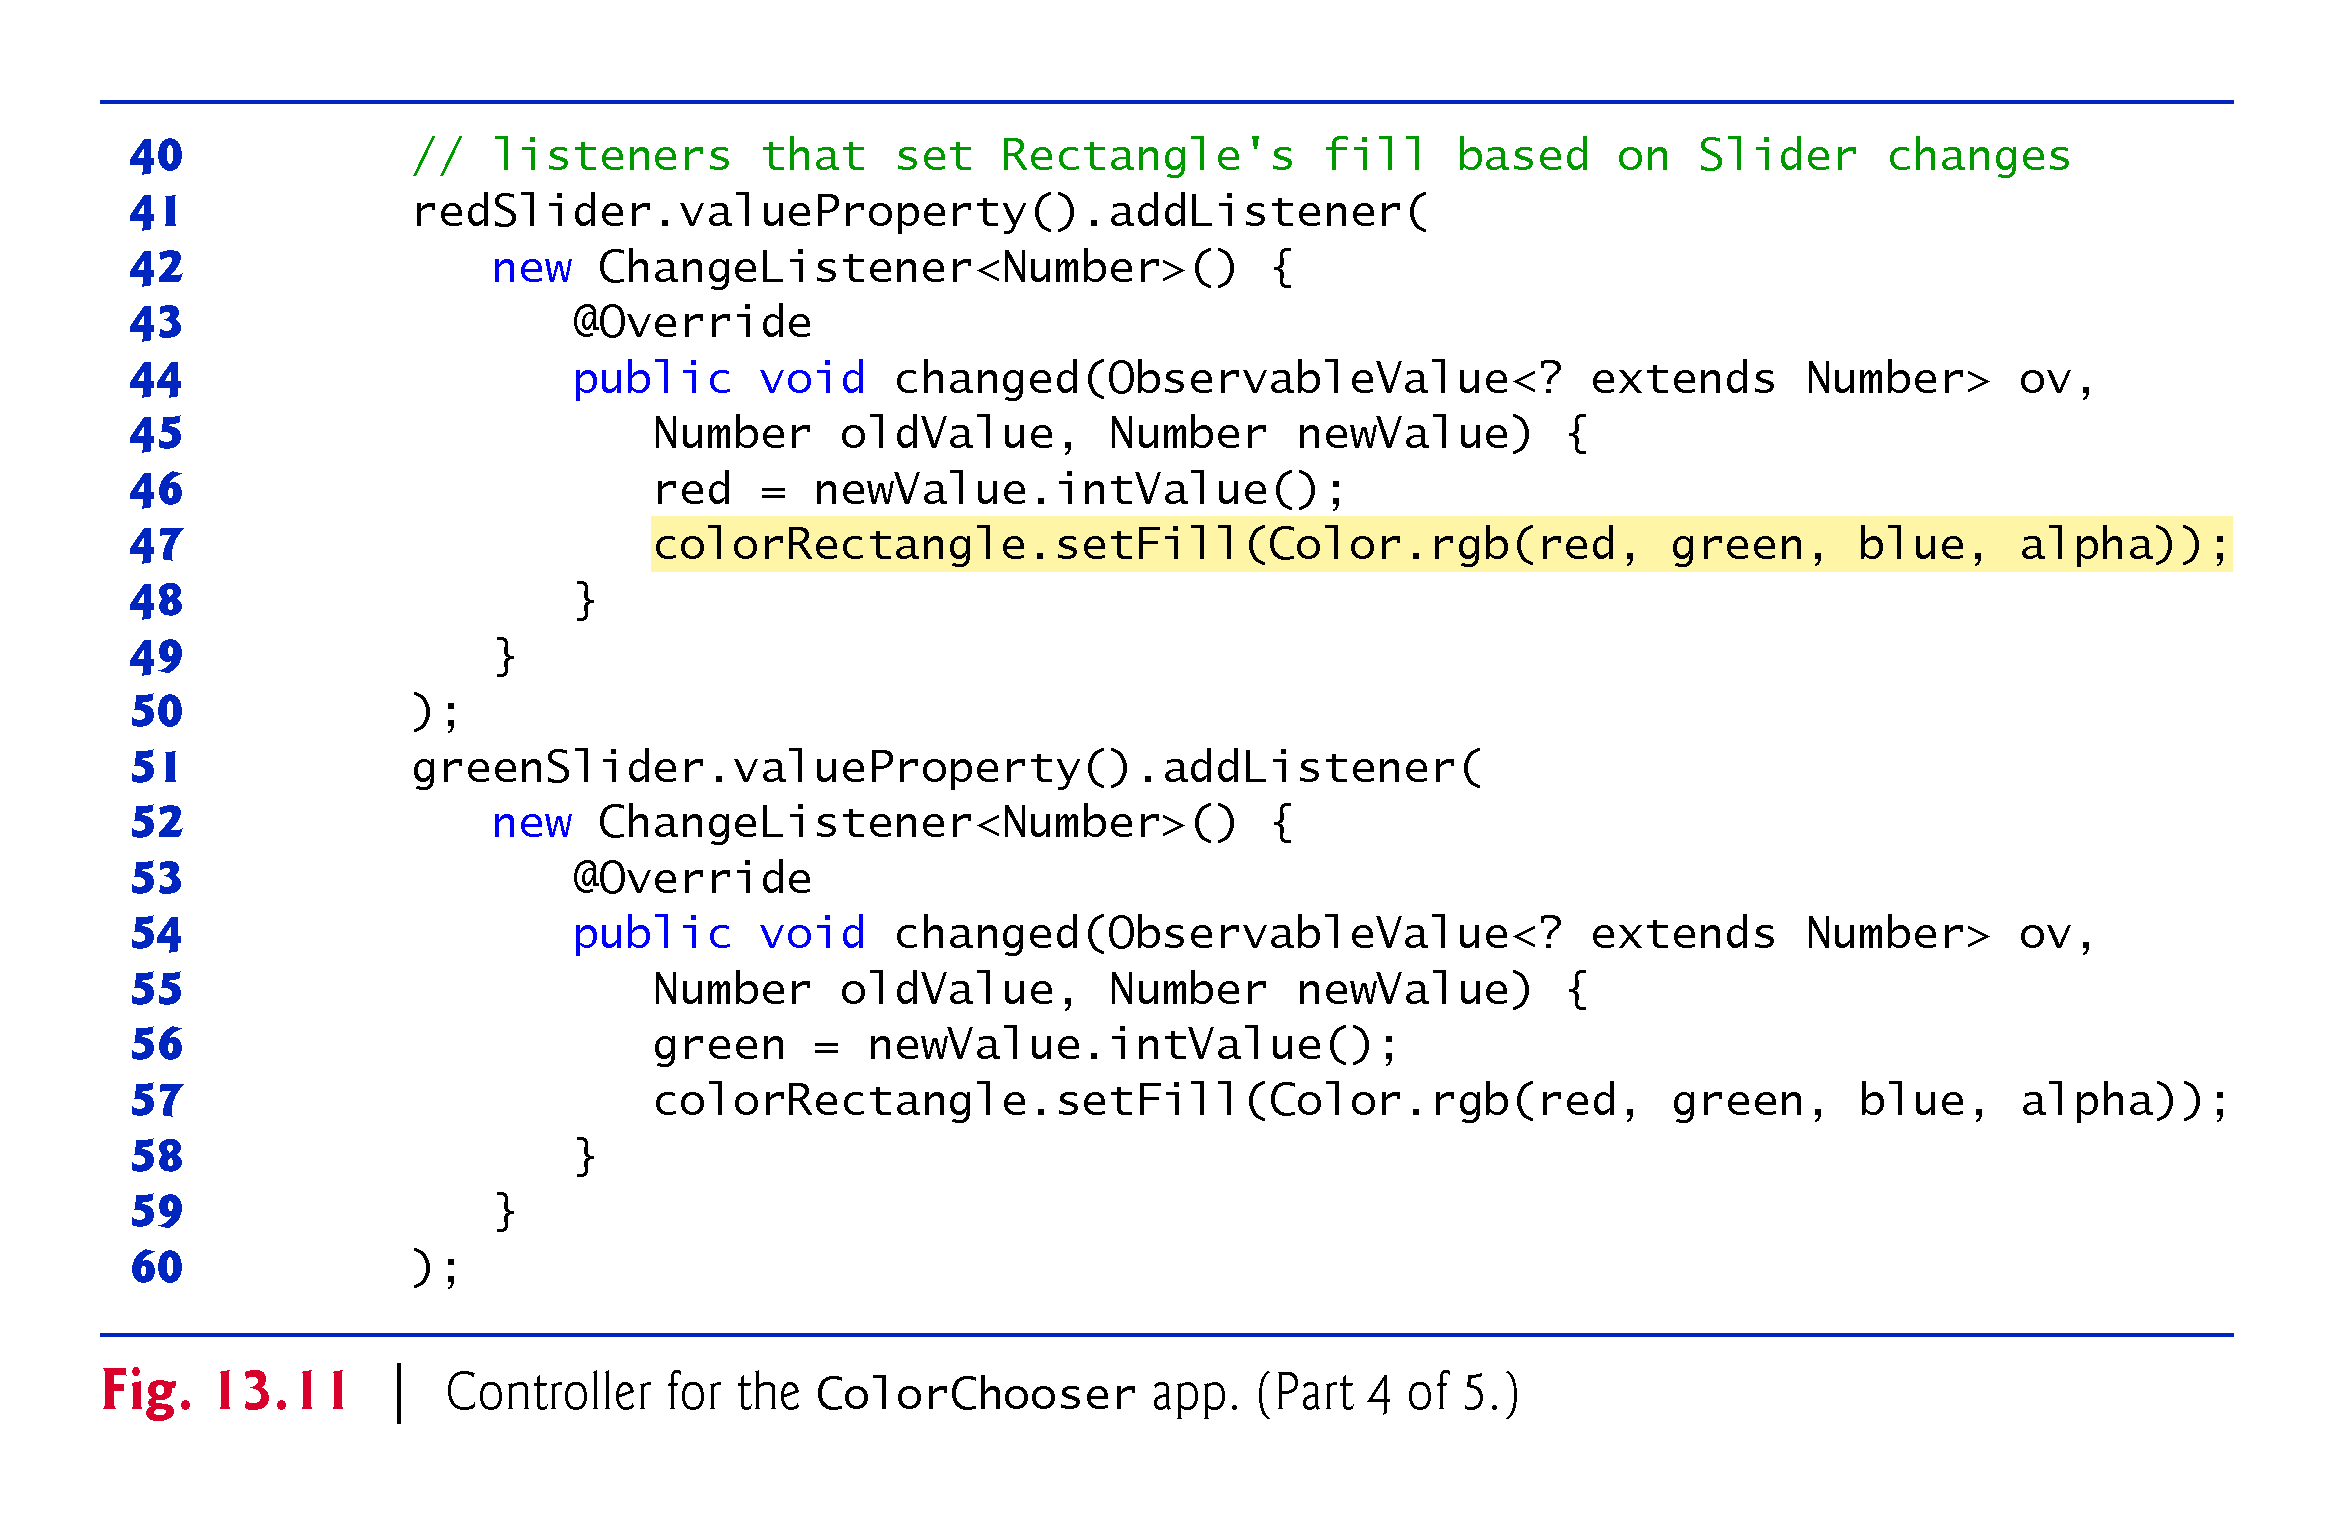 40 // listeners that set Rectangle's fill based on Slider changes
41 redSlider.valueProperty().addListener(
42 new ChangeListener<Number>() {
43 @Override
44 public void changed(ObservableValue<? extends Number> ov,
45 Number oldValue, Number newValue) {
46 red = newValue.intValue();
47 colorRectangle.setFill(Color.rgb(red, green, blue, alpha));
48 }
49 }
50 );
51 greenSlider.valueProperty().addListener(
52 new ChangeListener<Number>() {
53 @Override
54 public void changed(ObservableValue<? extends Number> ov,
55 Number oldValue, Number newValue) {
56 green = newValue.intValue();
57 colorRectangle.setFill(Color.rgb(red, green, blue, alpha));
58 }
59 }
60 );
Fig. 13.11 | Controller for the ColorChooser app. (Part 4 of 5.)